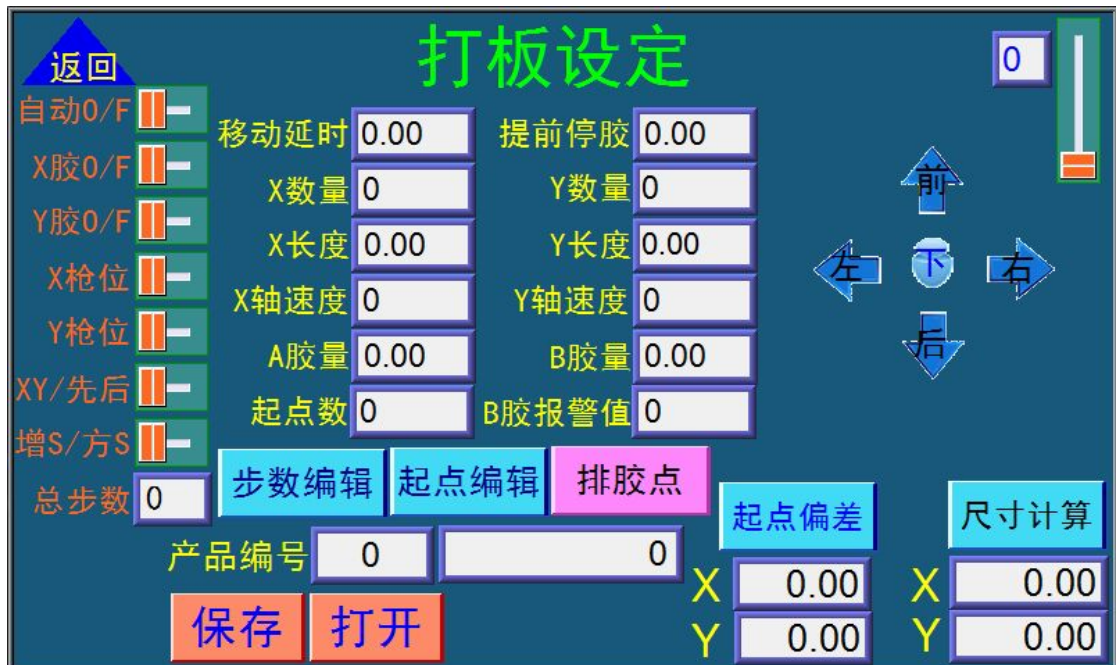 返回
打板设定
0
自动O/F
移动延时 0.00 提前停胶 0.00
X胶O/F
X数量 0 Y数量 0
前
Y胶O/F
X长度 0.00 Y长度 0.00
左 下 右
X枪位
X轴速度 0 Y轴速度 0
Y枪位
A胶量 0.00 B胶量 0.00
后
XY/先后
起点数 0 B胶报警值 0
增S/方S
步数编辑 起点编辑 排胶点
总步数 0
起点偏差 尺寸计算
产品编号 0 0
X 0.00 X 0.00
保存 打开
Y 0.00 Y 0.00